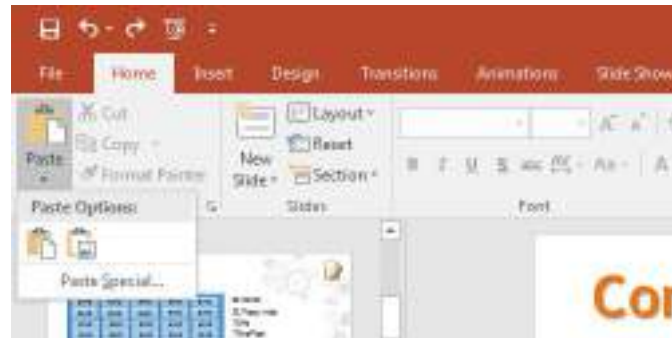 File Home Insert Design Transitions Animations Slide Show
Cut
Copy
Format Painter
Paste
New
Slide
Layout
Reset
Section
Slides
Font
Paste Options:
Paste Special...